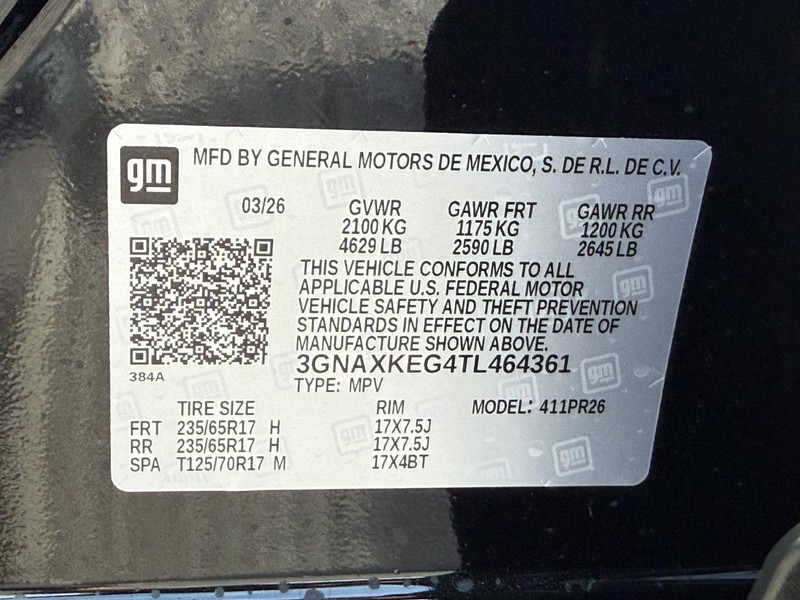 gm
MFD BY GENERAL MOTORS DE MEXICO, S. DE R.L. DE C.V.
03/26 GVWR GAWR FRT GAWR RR
2100 KG 1175 KG 1200 KG
4629 LB 2590 LB 2645 LB
THIS VEHICLE CONFORMS TO ALL
APPLICABLE U.S. FEDERAL MOTOR
VEHICLE SAFETY AND THEFT PREVENTION
STANDARDS IN EFFECT ON THE DATE OF
MANUFACTURE SHOWN ABOVE.
384A
3GNAXKEG4TL464361
TYPE: MPV
TIRE SIZE RIM MODEL: 411PR26
FRT 235/65R17 H 17X7.5J
RR 235/65R17 H 17X7.5J
SPA T125/70R17 M 17X4BT